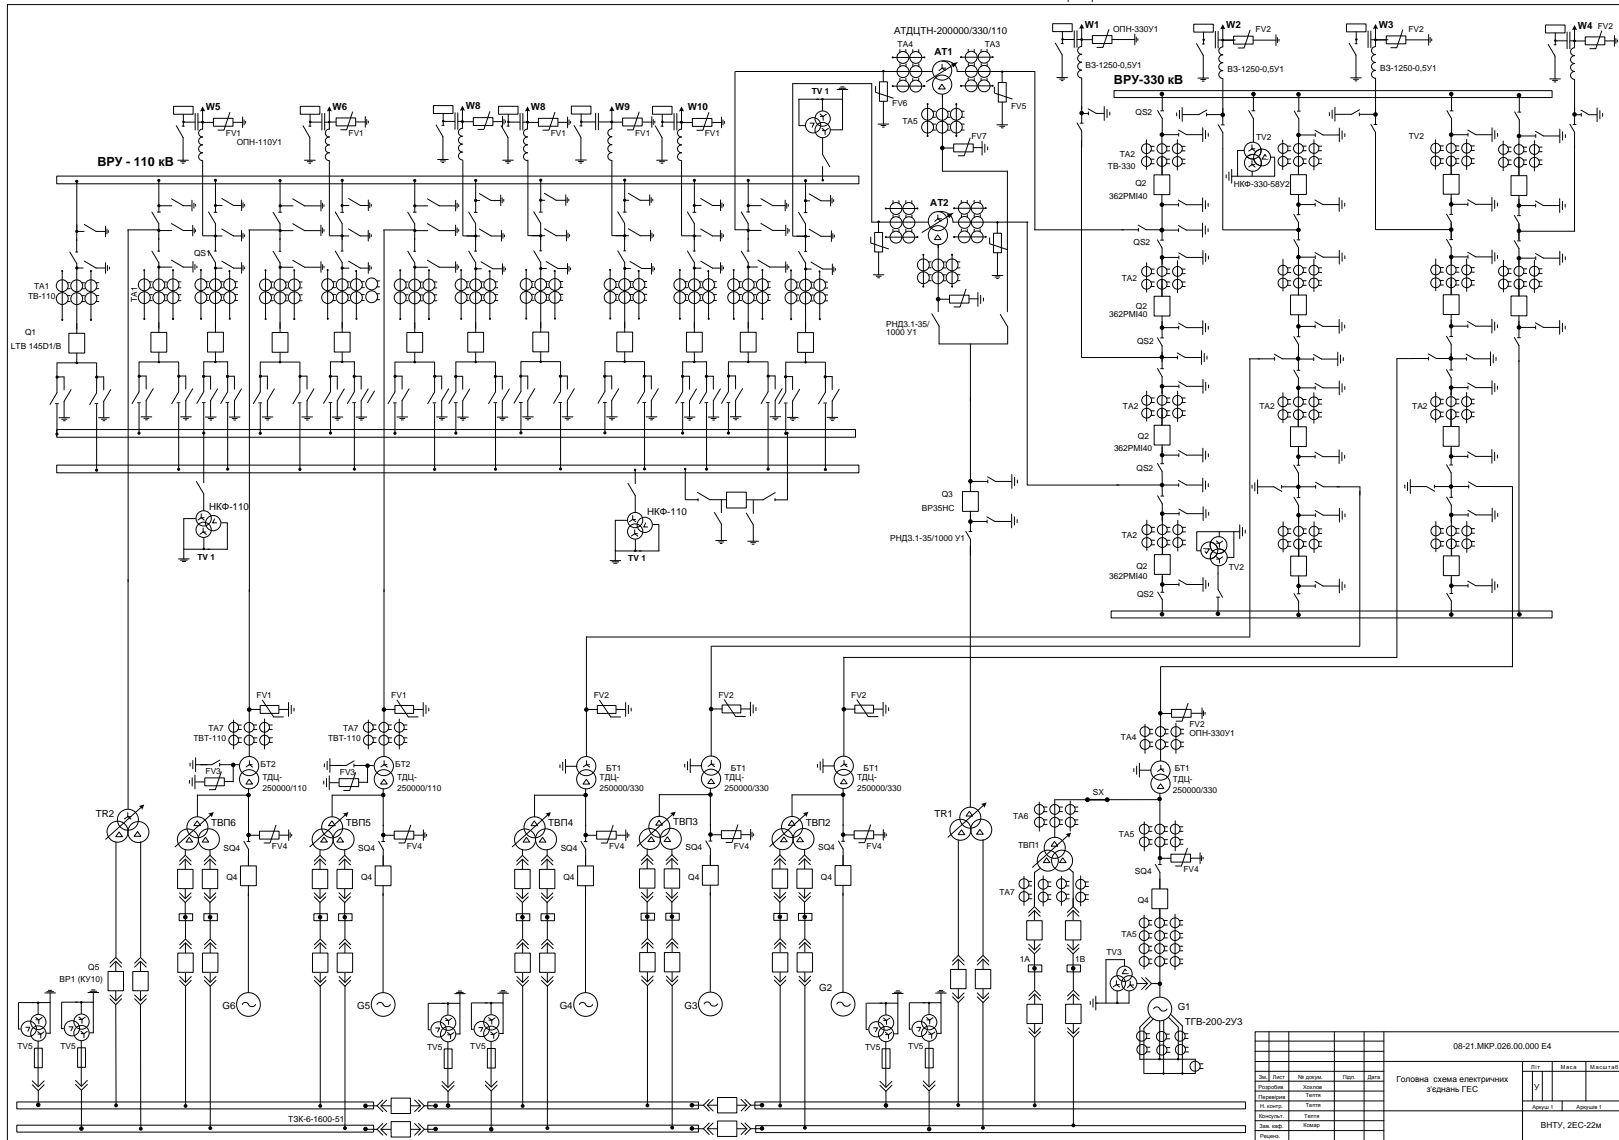 АТДЦТН-200000/330/110
W1
ОПН-330У1
W2
FV2
W3
FV2
W4
FV2
TA4
АТ1
TA3
ВЗ-1250-0,5У1
ВЗ-1250-0,5У1
ВЗ-1250-0,5У1
ВРУ-330 кВ
TV 1
FV6
FV5
W5
W6
W8
W8
W9
W10
QS2
FV1
ОПН-110У1
FV1
FV1
FV1
FV1
TA5
FV7
TV2
TV2
ВРУ - 110 кВ
TA2
ТВ-330
Q2
НКФ-330-58У2
362PMI40
АТ2
QS2
QS1
TA1
ТВ-110
TA1
TA2
Q2
362PMI40
РНДЗ.1-35/
1000 У1
Q1
LTB 145D1/B
QS2
TA2
TA2
TA2
Q2
362PMI40
QS2
НКФ-110
НКФ-110
Q3
ВР35НС
TV 1
TV 1
РНДЗ.1-35/1000 У1
TA2
Q2
362PMI40
TV2
QS2
FV1
FV1
FV2
FV2
FV2
FV2
ОПН-330У1
TA7
ТВТ-110
TA7
ТВТ-110
TA4
FV3
БТ2
ТДЦ-
250000/110
FV3
БТ2
ТДЦ-
250000/110
БТ1
ТДЦ-
250000/330
БТ1
ТДЦ-
250000/330
БТ1
ТДЦ-
250000/330
БТ1
ТДЦ-
250000/330
SX
TR2
ТВП6
ТВП5
ТВП4
ТВП3
ТВП2
TR1
TA6
TA5
ТВП1
SQ4
FV4
SQ4
FV4
SQ4
FV4
SQ4
FV4
SQ4
FV4
SQ4
FV4
Q4
Q4
Q4
Q4
Q4
TA7
Q4
TA5
1А
1В
TV3
Q5
ВР1 (КУ10)
G6
G5
G4
G3
G2
G1
ТГВ-200-2У3
TV5
TV5
TV5
TV5
TV5
TV5
ТЗК-6-1600-51
08-21.МКР.026.00.000 Е4
Головна схема електричних
з'єднань ГЕС
Літ
Маса
Масштаб
У
Аркуш 1
Аркушів 1
ВНТУ, 2ЕС-22м
Зм. Лист № докум. Підп. Дата
Розробив Хохлов
Перевірив Тептя
Н. контр. Тептя
Консульт. Тептя
Зав. каф. Комар
Реценз.